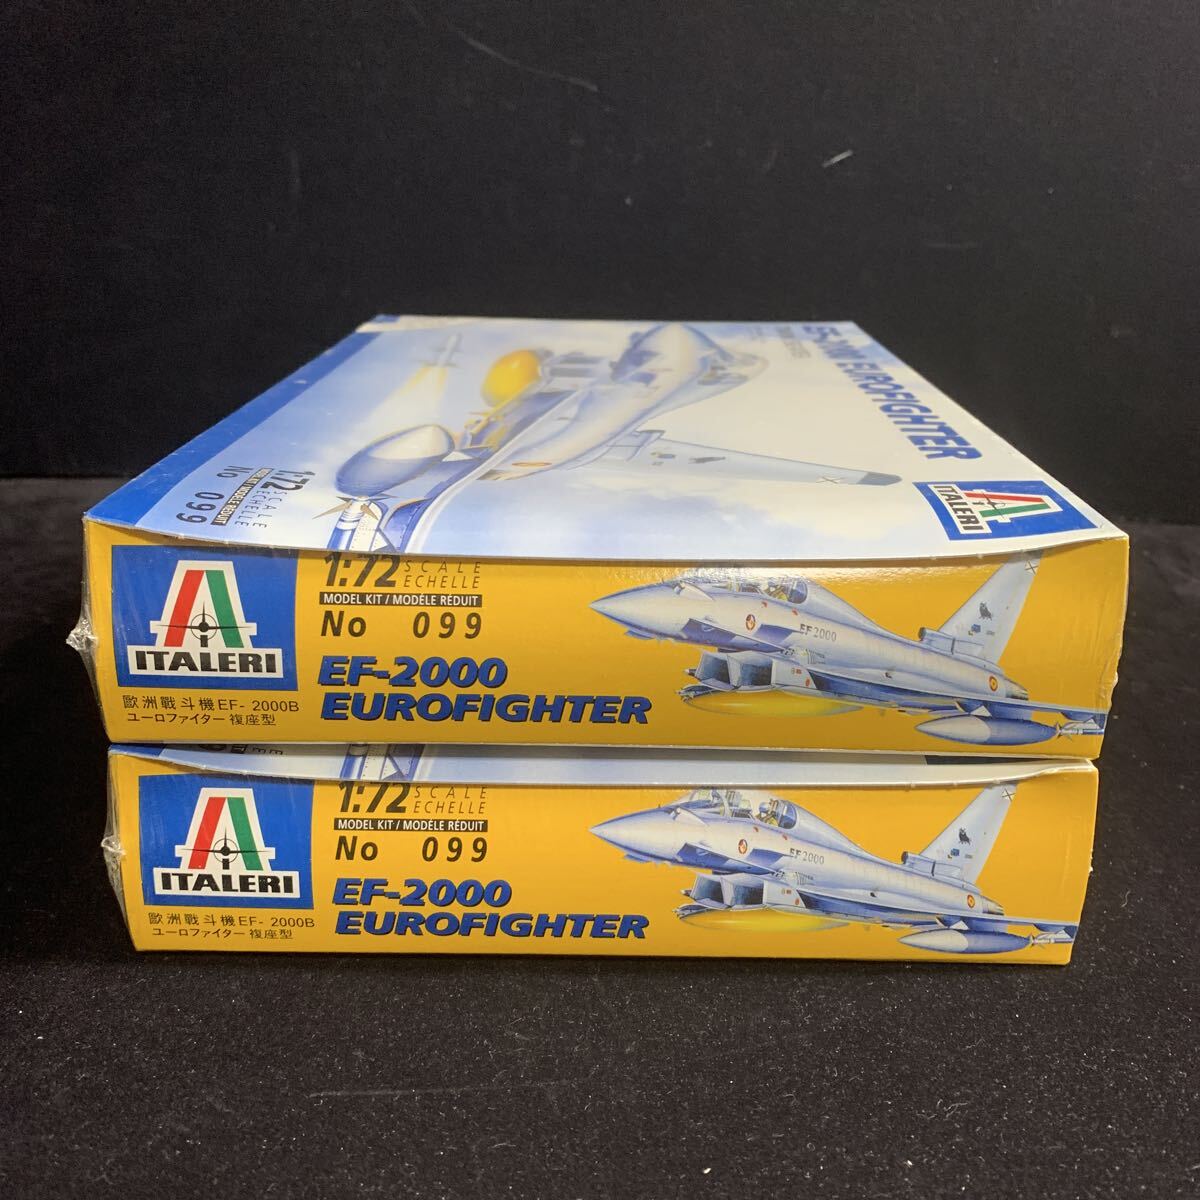 EF-2000 EUROFIGHTER
ITALERI
1:72
SCALE
ECHELLE
No 099
1:72
SCALE
ECHELLE
MODEL KIT / MODÈLE RÉDUIT
No 099
EF-2000
EUROFIGHTER
ITALERI
歐洲戰斗機EF- 2000B
ユーロファイター 複座型
EF2000
1:72
SCALE
ECHELLE
MODEL KIT / MODÈLE RÉDUIT
No 099
EF-2000
EUROFIGHTER
ITALERI
歐洲戰斗機EF- 2000B
ユーロファイター 複座型
EF2000